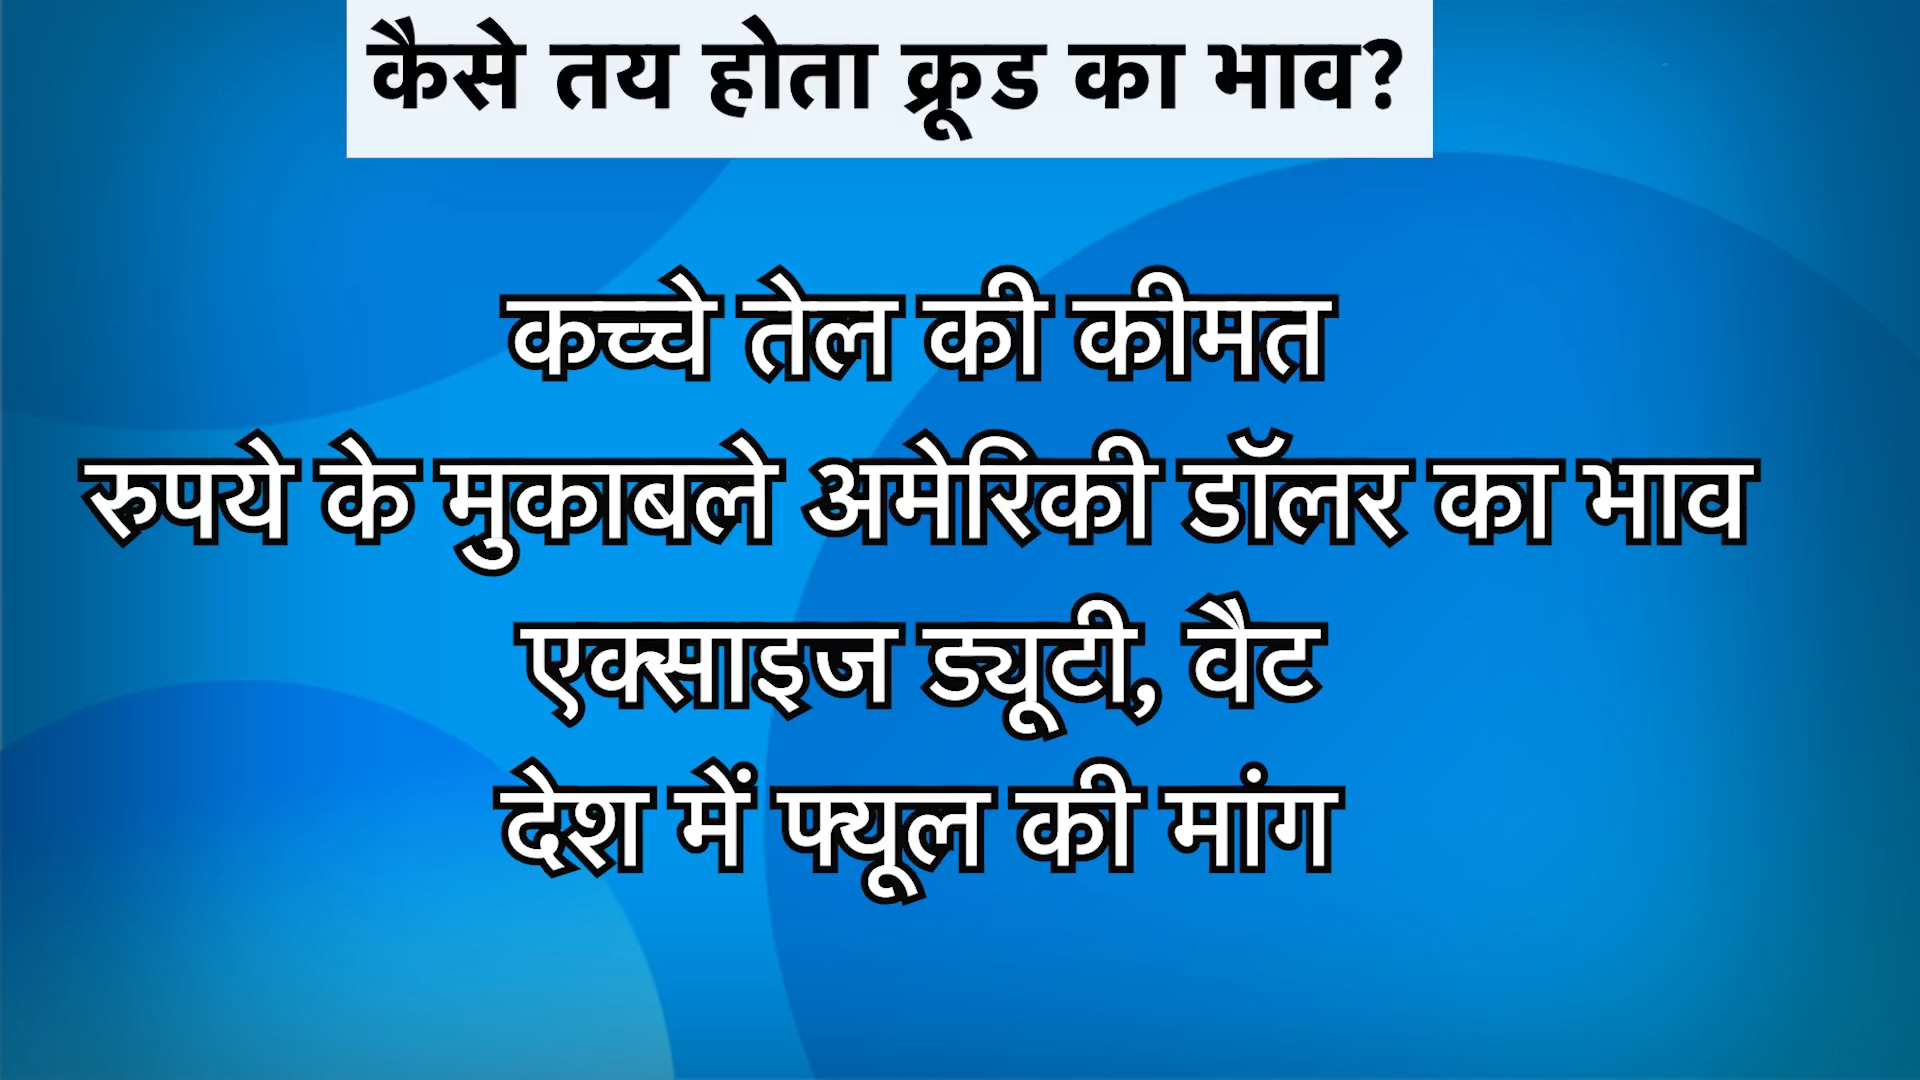 कैसे तय होता क्रूड का भाव?
कच्चे तेल की कीमत
रुपये के मुकाबले अमेरिकी डॉलर का भाव
एक्साइज ड्यूटी, वैट
देश में फ्यूल की मांग